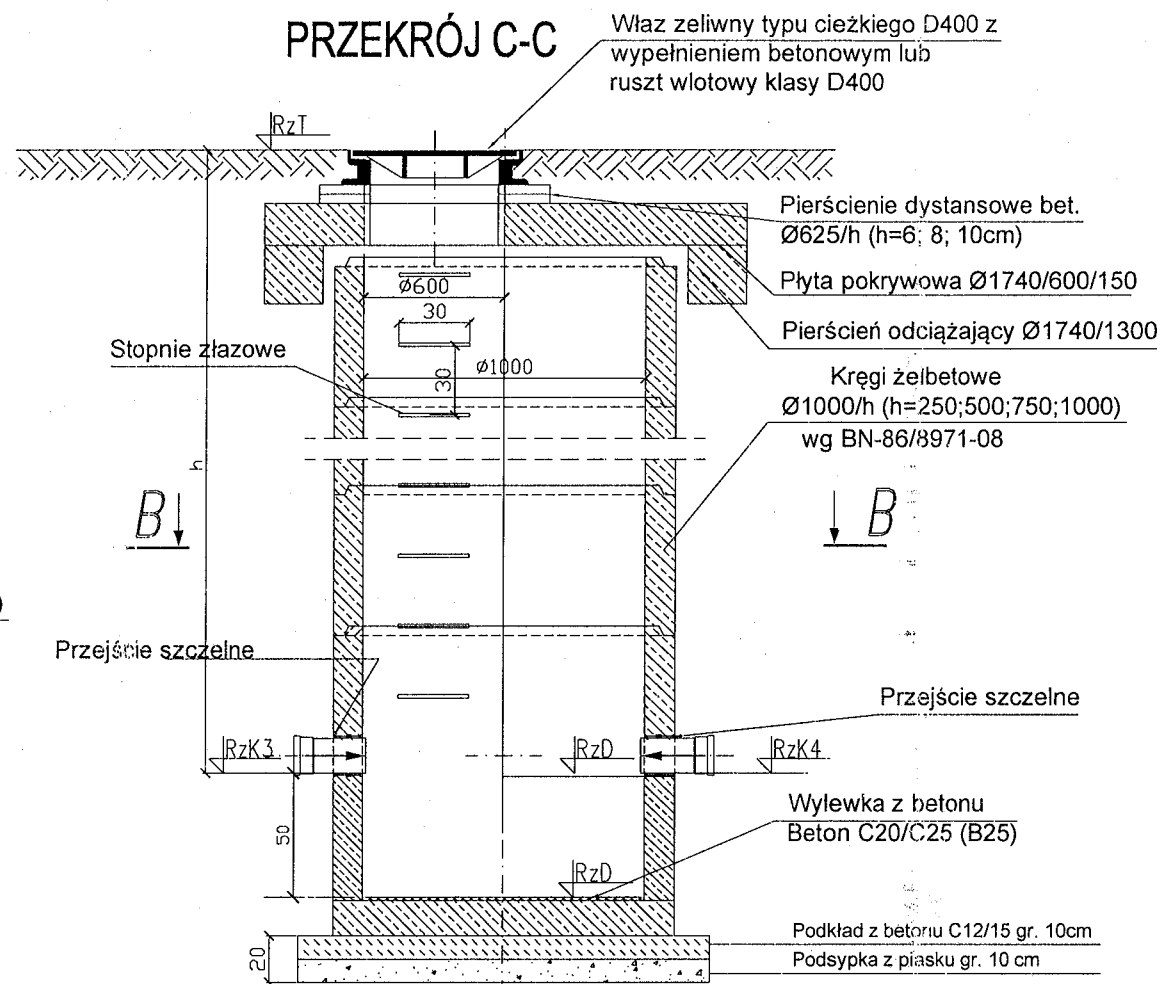 PRZEKRÓJ C-C
Właz zeliwny typu cieżkiego D400 z
wypełnieniem betonowym lub
ruszt wlotowy klasy D400
RzT
Pierścienie dystansowe bet.
Ø625/h (h=6; 8; 10cm)
Płyta pokrywowa Ø1740/600/150
Pierścień odciążający Ø1740/1300
Ø600
30
Stopnie złazowe
Ø1000
30
Kręgi żelbetowe
Ø1000/h (h=250;500;750;1000)
wg BN-86/8971-08
h
B
B
Przejście szczelne
Przejście szczelne
RzK3
RzD
RzK4
50
Wylewka z betonu
Beton C20/C25 (B25)
RzD
20
Podkład z betonu C12/15 gr. 10cm
Podsypka z piasku gr. 10 cm